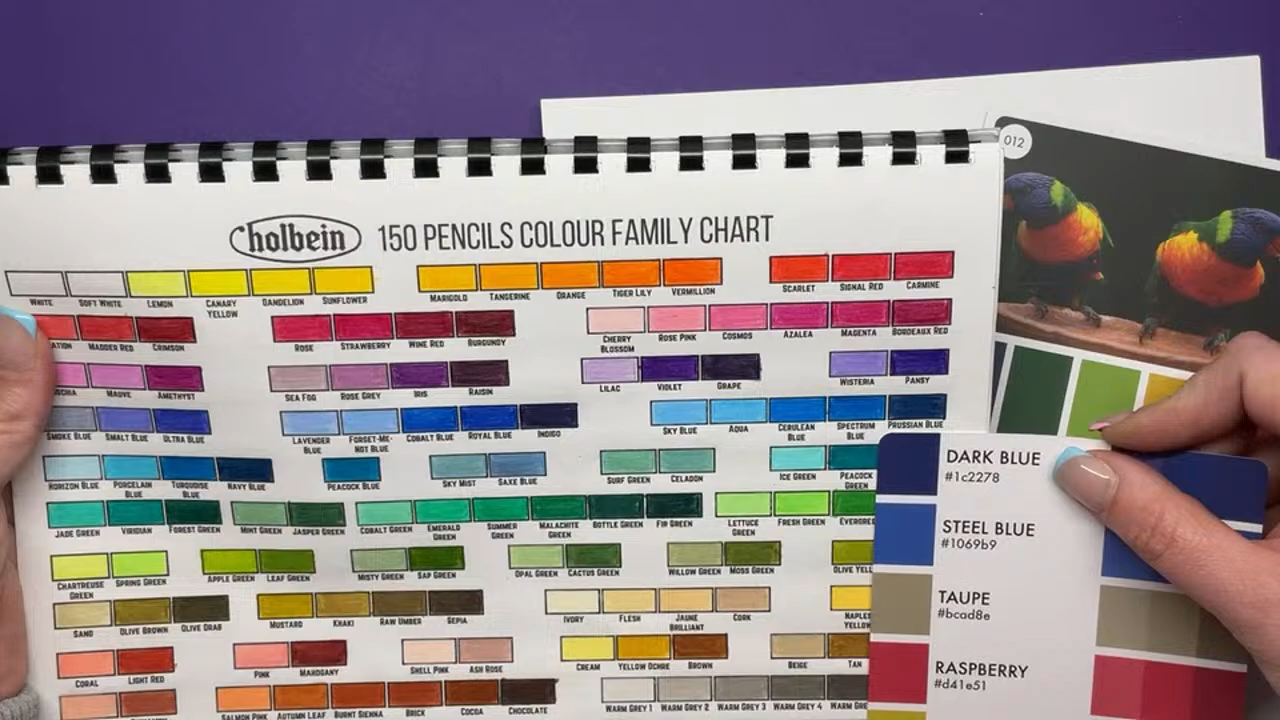 holbein 150 PENCILS COLOUR FAMILY CHART
012
WHITE SOFT WHITE LEMON CANARY YELLOW DANDELION SUNFLOWER MARIGOLD TANGERINE ORANGE TIGER LILY VERMILLION SCARLET SIGNAL RED CARMINE
MADDER RED CRIMSON ROSE STRAWBERRY WINE RED BURGUNDY CHERRY BLOSSOM ROSE PINK COSMOS AZALEA MAGENTA BORDEAUX RED
MAUVE AMETHYST SEA FOG ROSE GREY IRIS RAISIN LILAC VIOLET GRAPE WISTERIA PANSY
SMOKE BLUE SMALT BLUE ULTRA BLUE LAVENDER BLUE FORGET-ME-NOT BLUE COBALT BLUE ROYAL BLUE INDIGO SKY BLUE AQUA CERULEAN BLUE SPECTRUM BLUE PRUSSIAN BLUE
HORIZON BLUE PORCELAIN BLUE TURQUOISE BLUE NAVY BLUE PEACOCK BLUE SKY MIST SAXE BLUE SURF GREEN CELADON ICE GREEN PEACOCK GREEN
JADE GREEN VIRIDIAN FOREST GREEN MINT GREEN JASPER GREEN COBALT GREEN EMERALD GREEN SUMMER GREEN MALACHITE GREEN BOTTLE GREEN FIR GREEN LETTUCE GREEN FRESH GREEN EVERGRE
CHARTREUSE GREEN SPRING GREEN APPLE GREEN LEAF GREEN MISTY GREEN SAP GREEN OPAL GREEN CACTUS GREEN WILLOW GREEN MOSS GREEN OLIVE YELL
SAND OLIVE BROWN OLIVE DRAB MUSTARD KHAKI RAW UMBER SEPIA IVORY FLESH JAUNE BRILLIANT CORK NAPLES YELLOW
CORAL LIGHT RED PINK MAHOGANY SHELL PINK ASH ROSE CREAM YELLOW OCHRE BROWN BEIGE TAN
SALMON PINK AUTUMN LEAF BURNT SIENNA BRICK COCOA CHOCOLATE WARM GREY 1 WARM GREY 2 WARM GREY 3 WARM GREY 4 WARM GRE
DARK BLUE
#1c2278
STEEL BLUE
#1069b9
TAUPE
#bcad8e
RASPBERRY
#d41e51